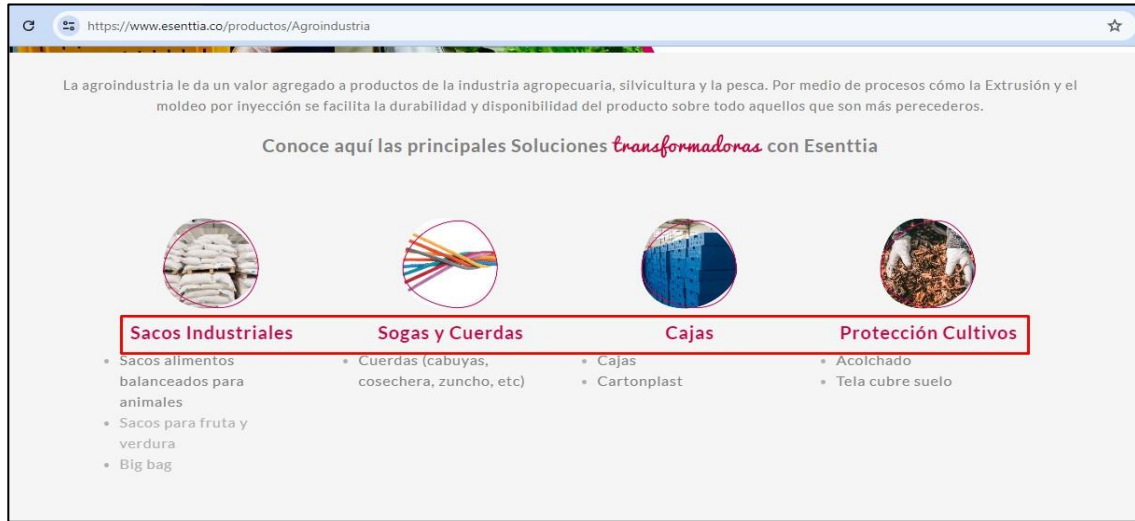 https://www.esenttia.co/productos/Agroindustria
La agroindustria le da un valor agregado a productos de la industria agropecuaria, silvicultura y la pesca. Por medio de procesos cómo la Extrusión y el
moldeo por inyección se facilita la durabilidad y disponibilidad del producto sobre todo aquellos que son más perecederos.
Conoce aquí las principales Soluciones transformadoras con Esenttia
Sacos Industriales
Sacos alimentos
balanceados para
animales
Sacos para fruta y
verdura
Big bag
Sogas y Cuerdas
Cuerdas (cabuyas,
cosechera, zuncho, etc)
Cajas
Cajas
Cartonplast
Protección Cultivos
Acolchado
Tela cubre suelo